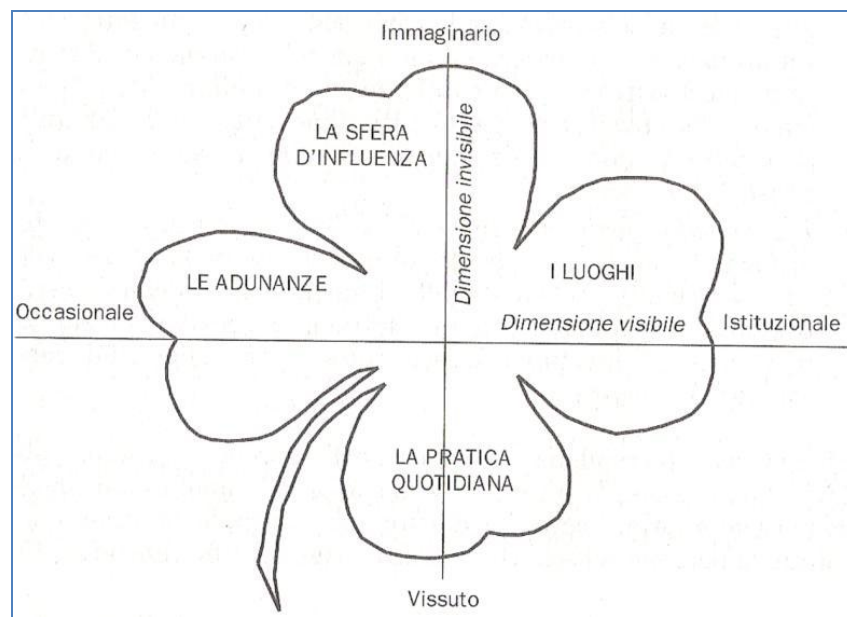 Immaginario
LA SFERA
D'INFLUENZA
Dimensione invisibile
LE ADUNANZE
I LUOGHI
Occasionale
Dimensione visibile
Istituzionale
LA PRATICA
QUOTIDIANA
Vissuto